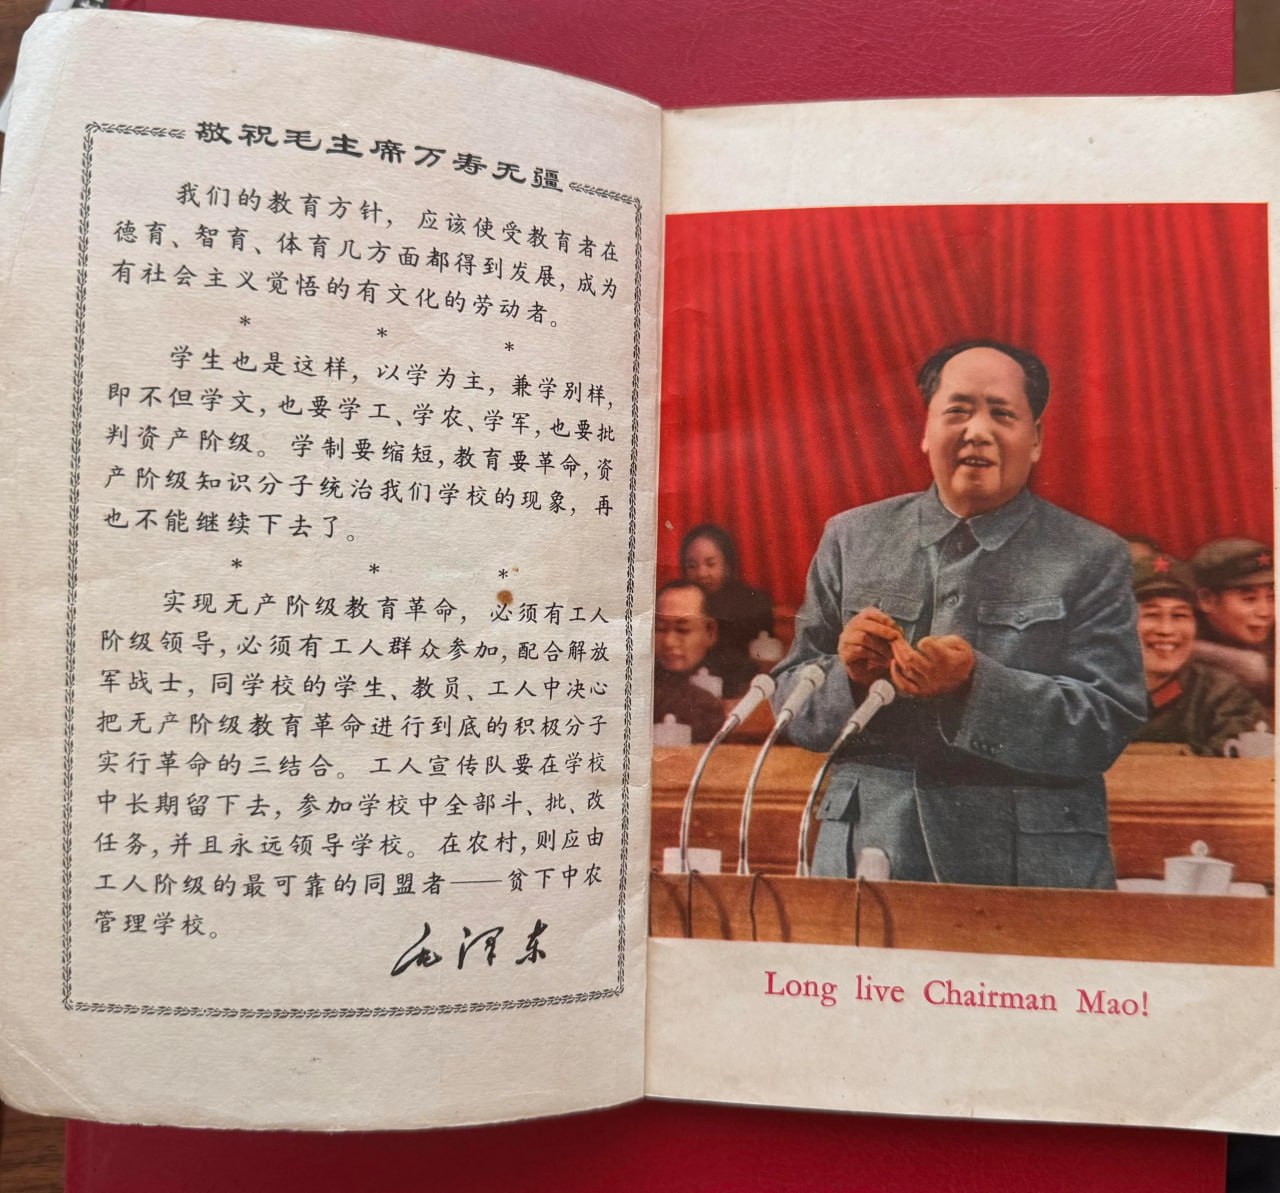 敬祝毛主席万寿无疆
我们的教育方针，应该使受教育者在
德育、智育、体育几方面都得到发展，成为
有社会主义觉悟的有文化的劳动者。
* * *
学生也是这样，以学为主，兼学别样，
即不但学文，也要学工、学农、学军，也要批
判资产阶级。学制要缩短，教育要革命，资
产阶级知识分子统治我们学校的现象，再
也不能继续下去了。
* * *
实现无产阶级教育革命，必须有工人
阶级领导，必须有工人群众参加，配合解放
军战士，同学校的学生、教员、工人中决心
把无产阶级教育革命进行到底的积极分子
实行革命的三结合。工人宣传队要在学校
中长期留下去，参加学校中全部斗、批、改
任务，并且永远领导学校。在农村，则应由
工人阶级的最可靠的同盟者——贫下中农
管理学校。
毛泽东
Long live Chairman Mao!